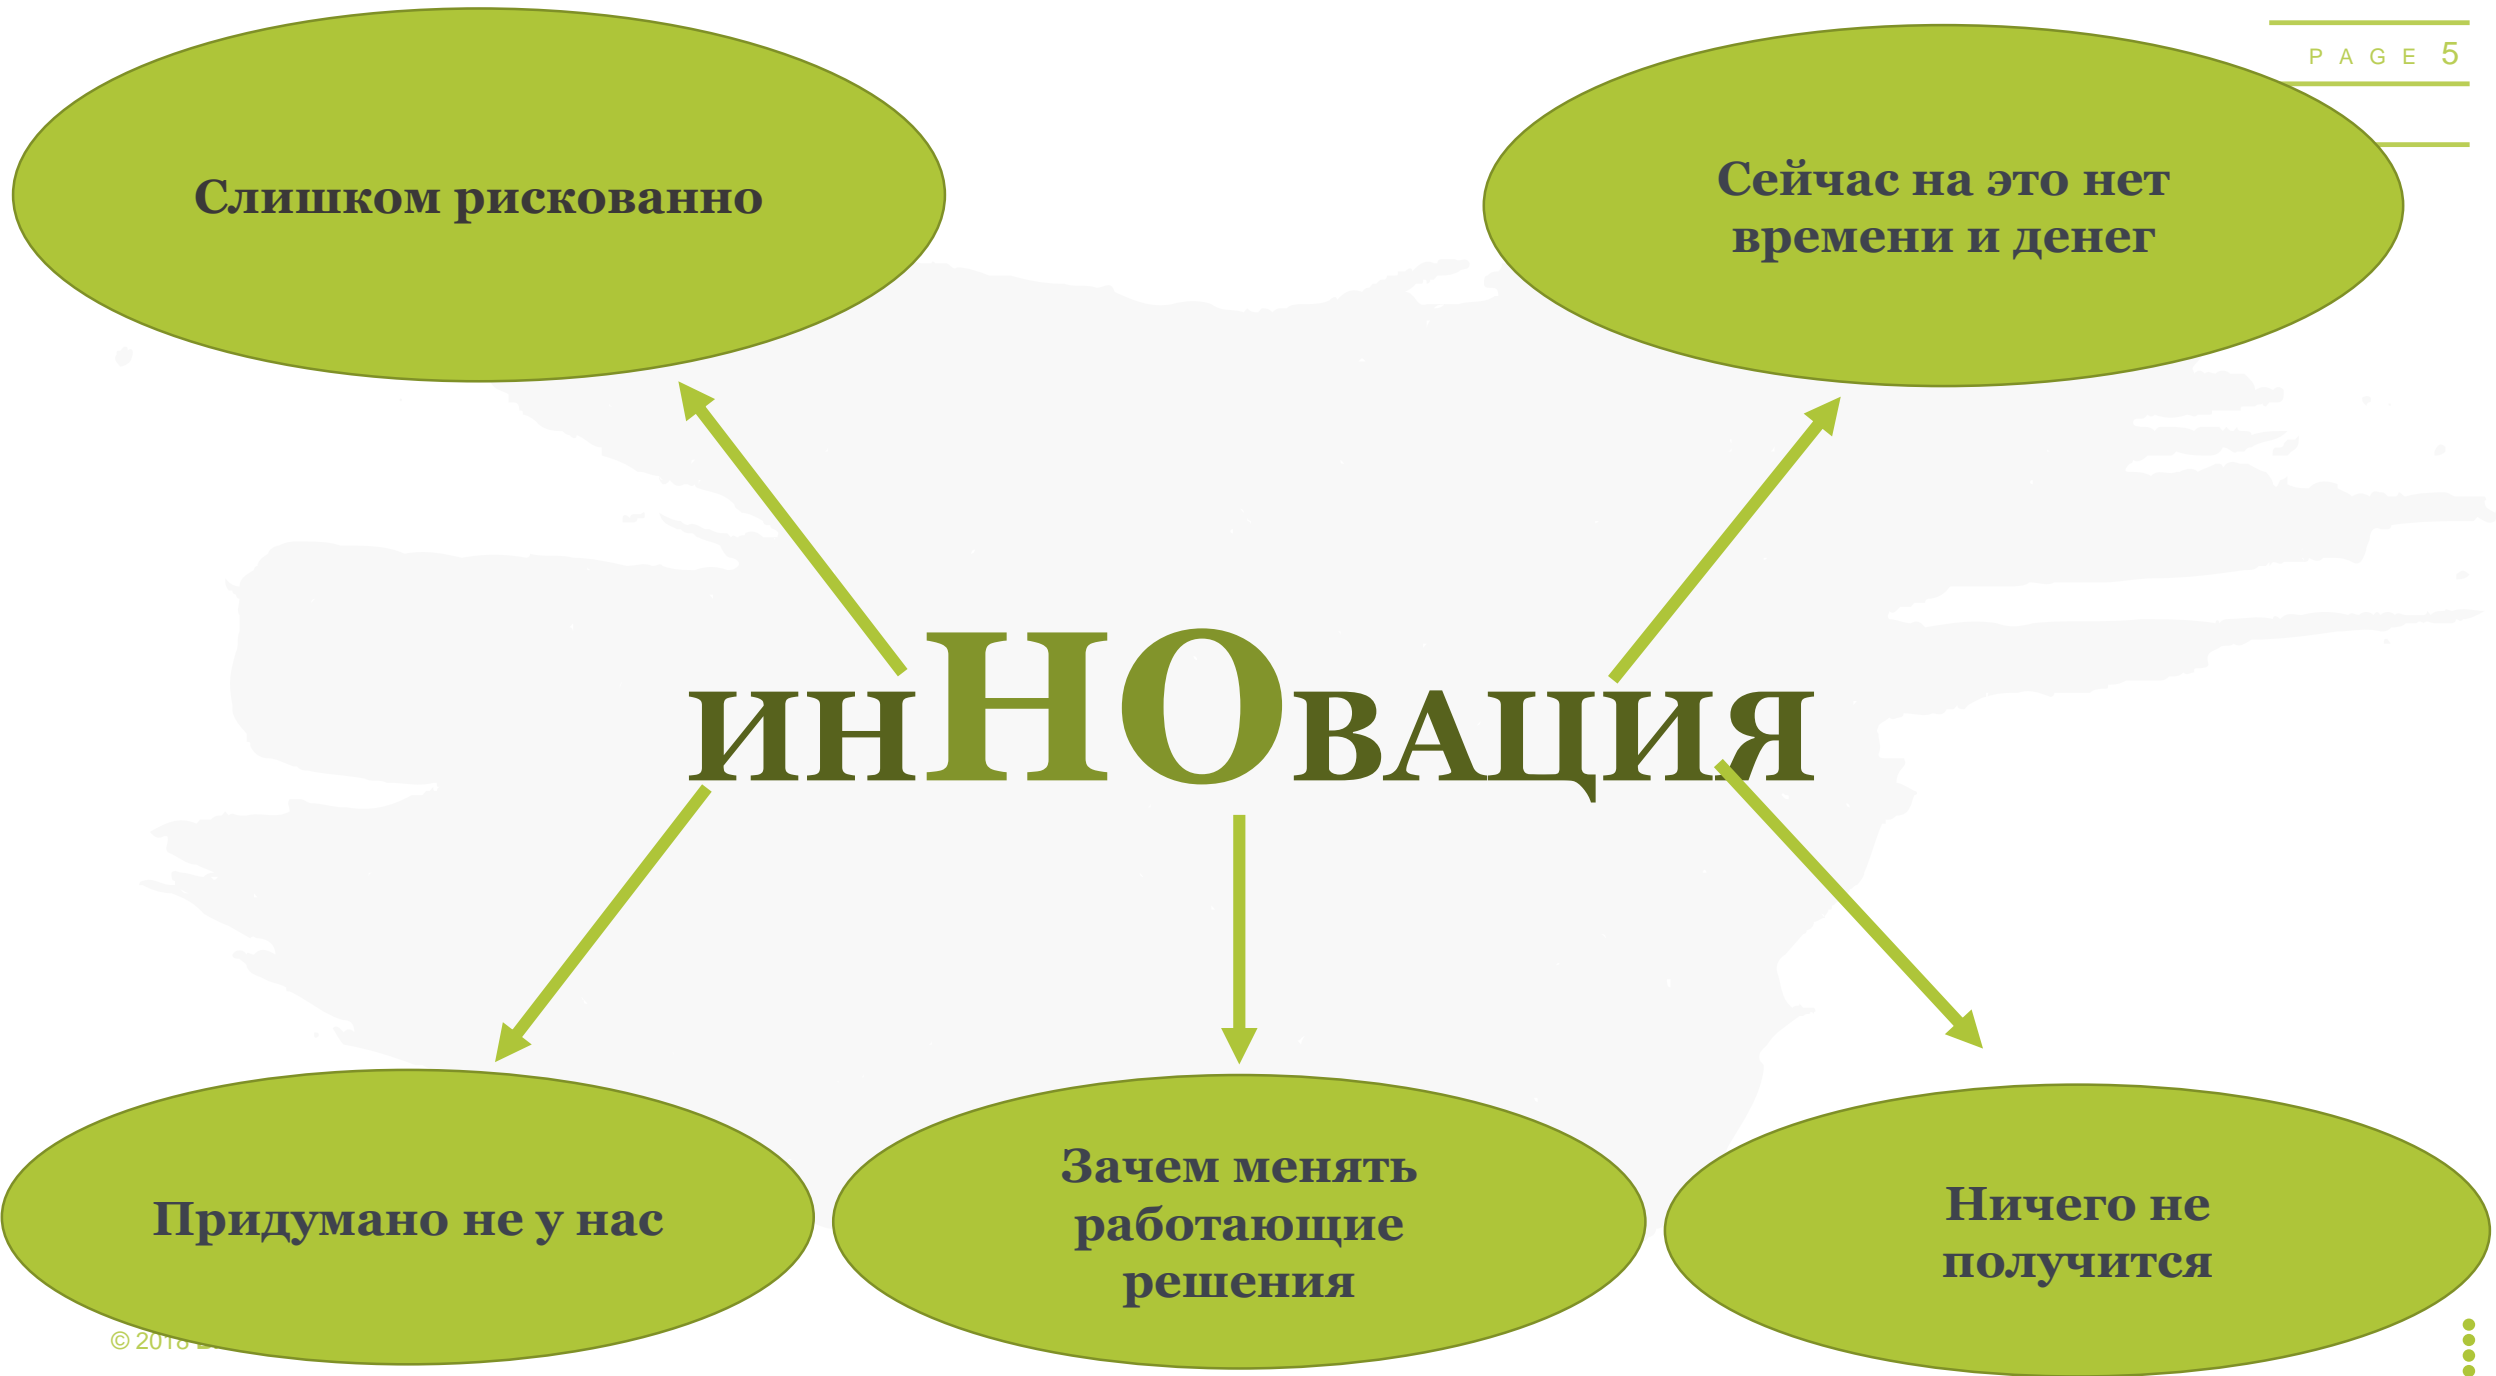 PAGE 5
Слишком рискованно
Сейчас на это нет
времени и денег
инНОвация
Придумано не у нас
Зачем менять
работающие
решения
Ничего не
получится
© 2018